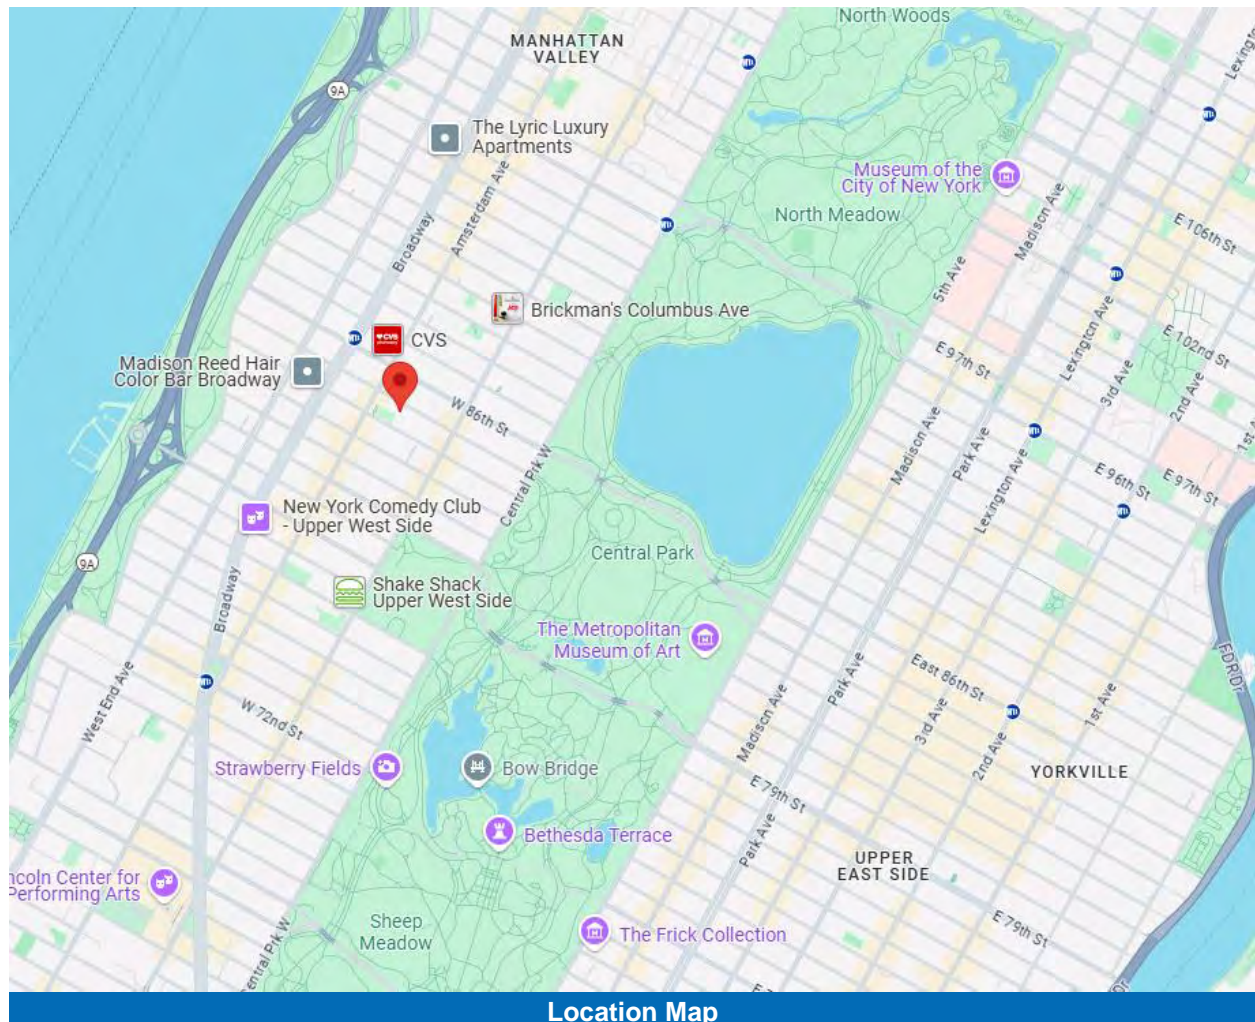 North Woods
MANHATTAN
VALLEY
9A
The Lyric Luxury
Apartments
Museum of the
City of New York
North Meadow
Amsterdam Ave
Broadway
Madison Ave
5th Ave
E 106th St
Brickman's Columbus Ave
CVS
CVS
pharmacy
Madison Reed Hair
Color Bar Broadway
W 86th St
E 97th St
Lexington Ave
E 102nd St
3rd Ave
2nd Ave
Central Prk W
Madison Ave
Park Ave
Lexington Ave
E 96th St
E 97th St
New York Comedy Club
- Upper West Side
Central Park
9A
Shake Shack
Upper West Side
Broadway
The Metropolitan
Museum of Art
East 86th St
FDR Dr
West End Ave
W 72nd St
Madison Ave
Park Ave
3rd Ave
2nd Ave
1st Ave
Strawberry Fields
Bow Bridge
YORKVILLE
E 79th St
Bethesda Terrace
Park Ave
UPPER
EAST SIDE
ncoln Center for
Performing Arts
Sheep
Meadow
The Frick Collection
E 79th St
entral Prk W
Location Map